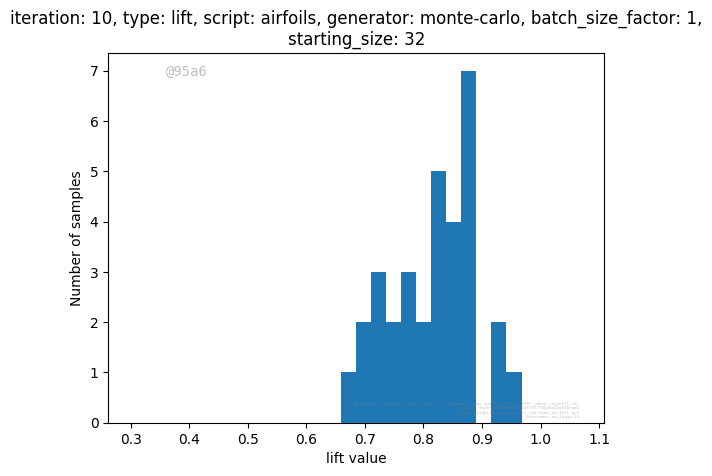 iteration: 10, type: lift, script: airfoils, generator: monte-carlo, batch_size_factor: 1,
starting_size: 32
@95a6
7
6
5
4
3
2
1
0
Number of samples
0.3 0.4 0.5 0.6 0.7 0.8 0.9 1.0 1.1
lift value